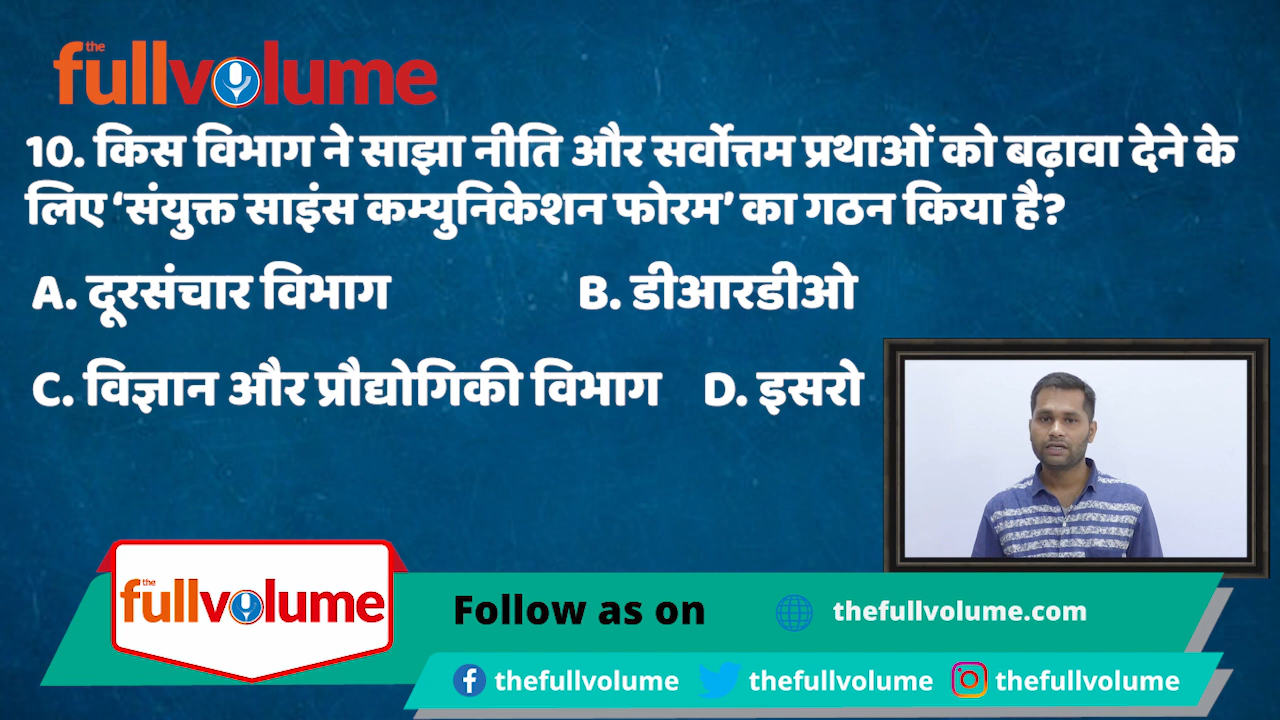 the
fullvolume
10. किस विभाग ने साझा नीति और सर्वोत्तम प्रथाओं को बढ़ावा देने के
लिए ‘संयुक्त साइंस कम्युनिकेशन फोरम’ का गठन किया है?
A. दूरसंचार विभाग B. डीआरडीओ
C. विज्ञान और प्रौद्योगिकी विभाग D. इसरो
the
fullvolume
Follow as on thefullvolume.com
thefullvolume thefullvolume thefullvolume